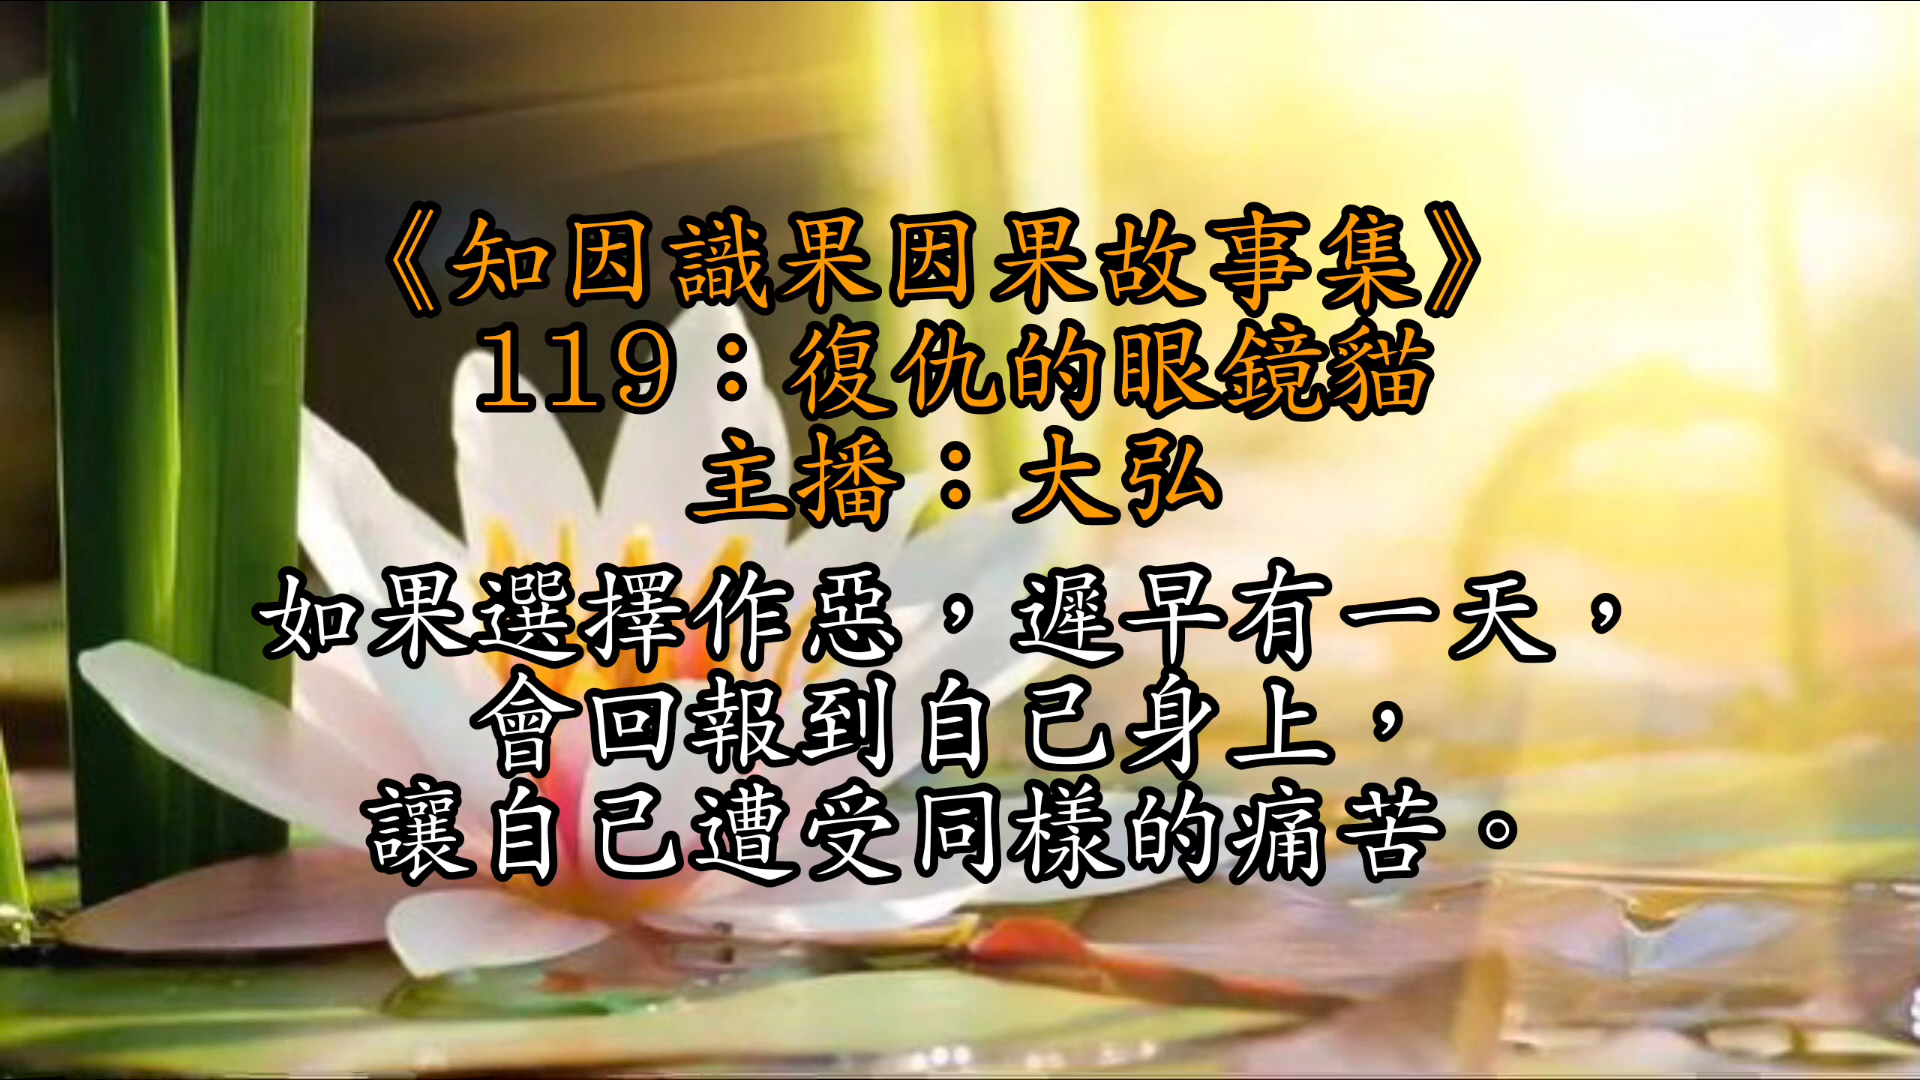 《知因識果因果故事集》
119：復仇的眼鏡貓
主播：大弘
如果選擇作惡，遲早有一天，
會回報到自己身上，
讓自己遭受同樣的痛苦。